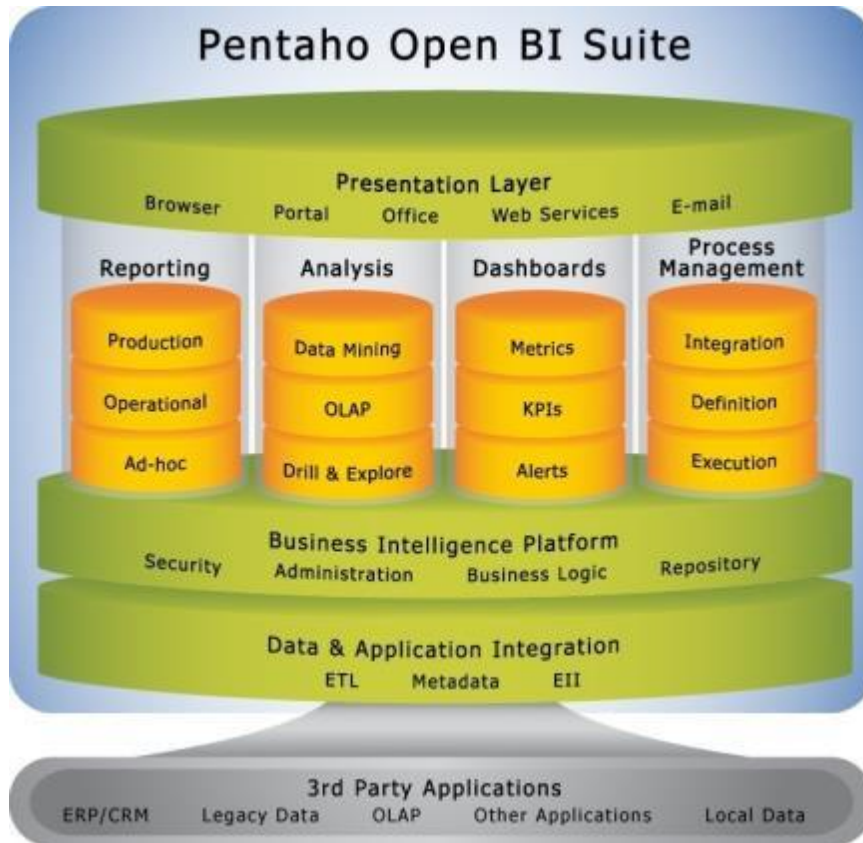 Pentaho Open BI Suite
Presentation Layer
Browser Portal Office Web Services E-mail
Reporting Analysis Dashboards Process Management
Production Data Mining Metrics Integration
Operational OLAP KPIs Definition
Ad-hoc Drill & Explore Alerts Execution
Business Intelligence Platform
Security Administration Business Logic Repository
Data & Application Integration
ETL Metadata EII
3rd Party Applications
ERP/CRM Legacy Data OLAP Other Applications Local Data